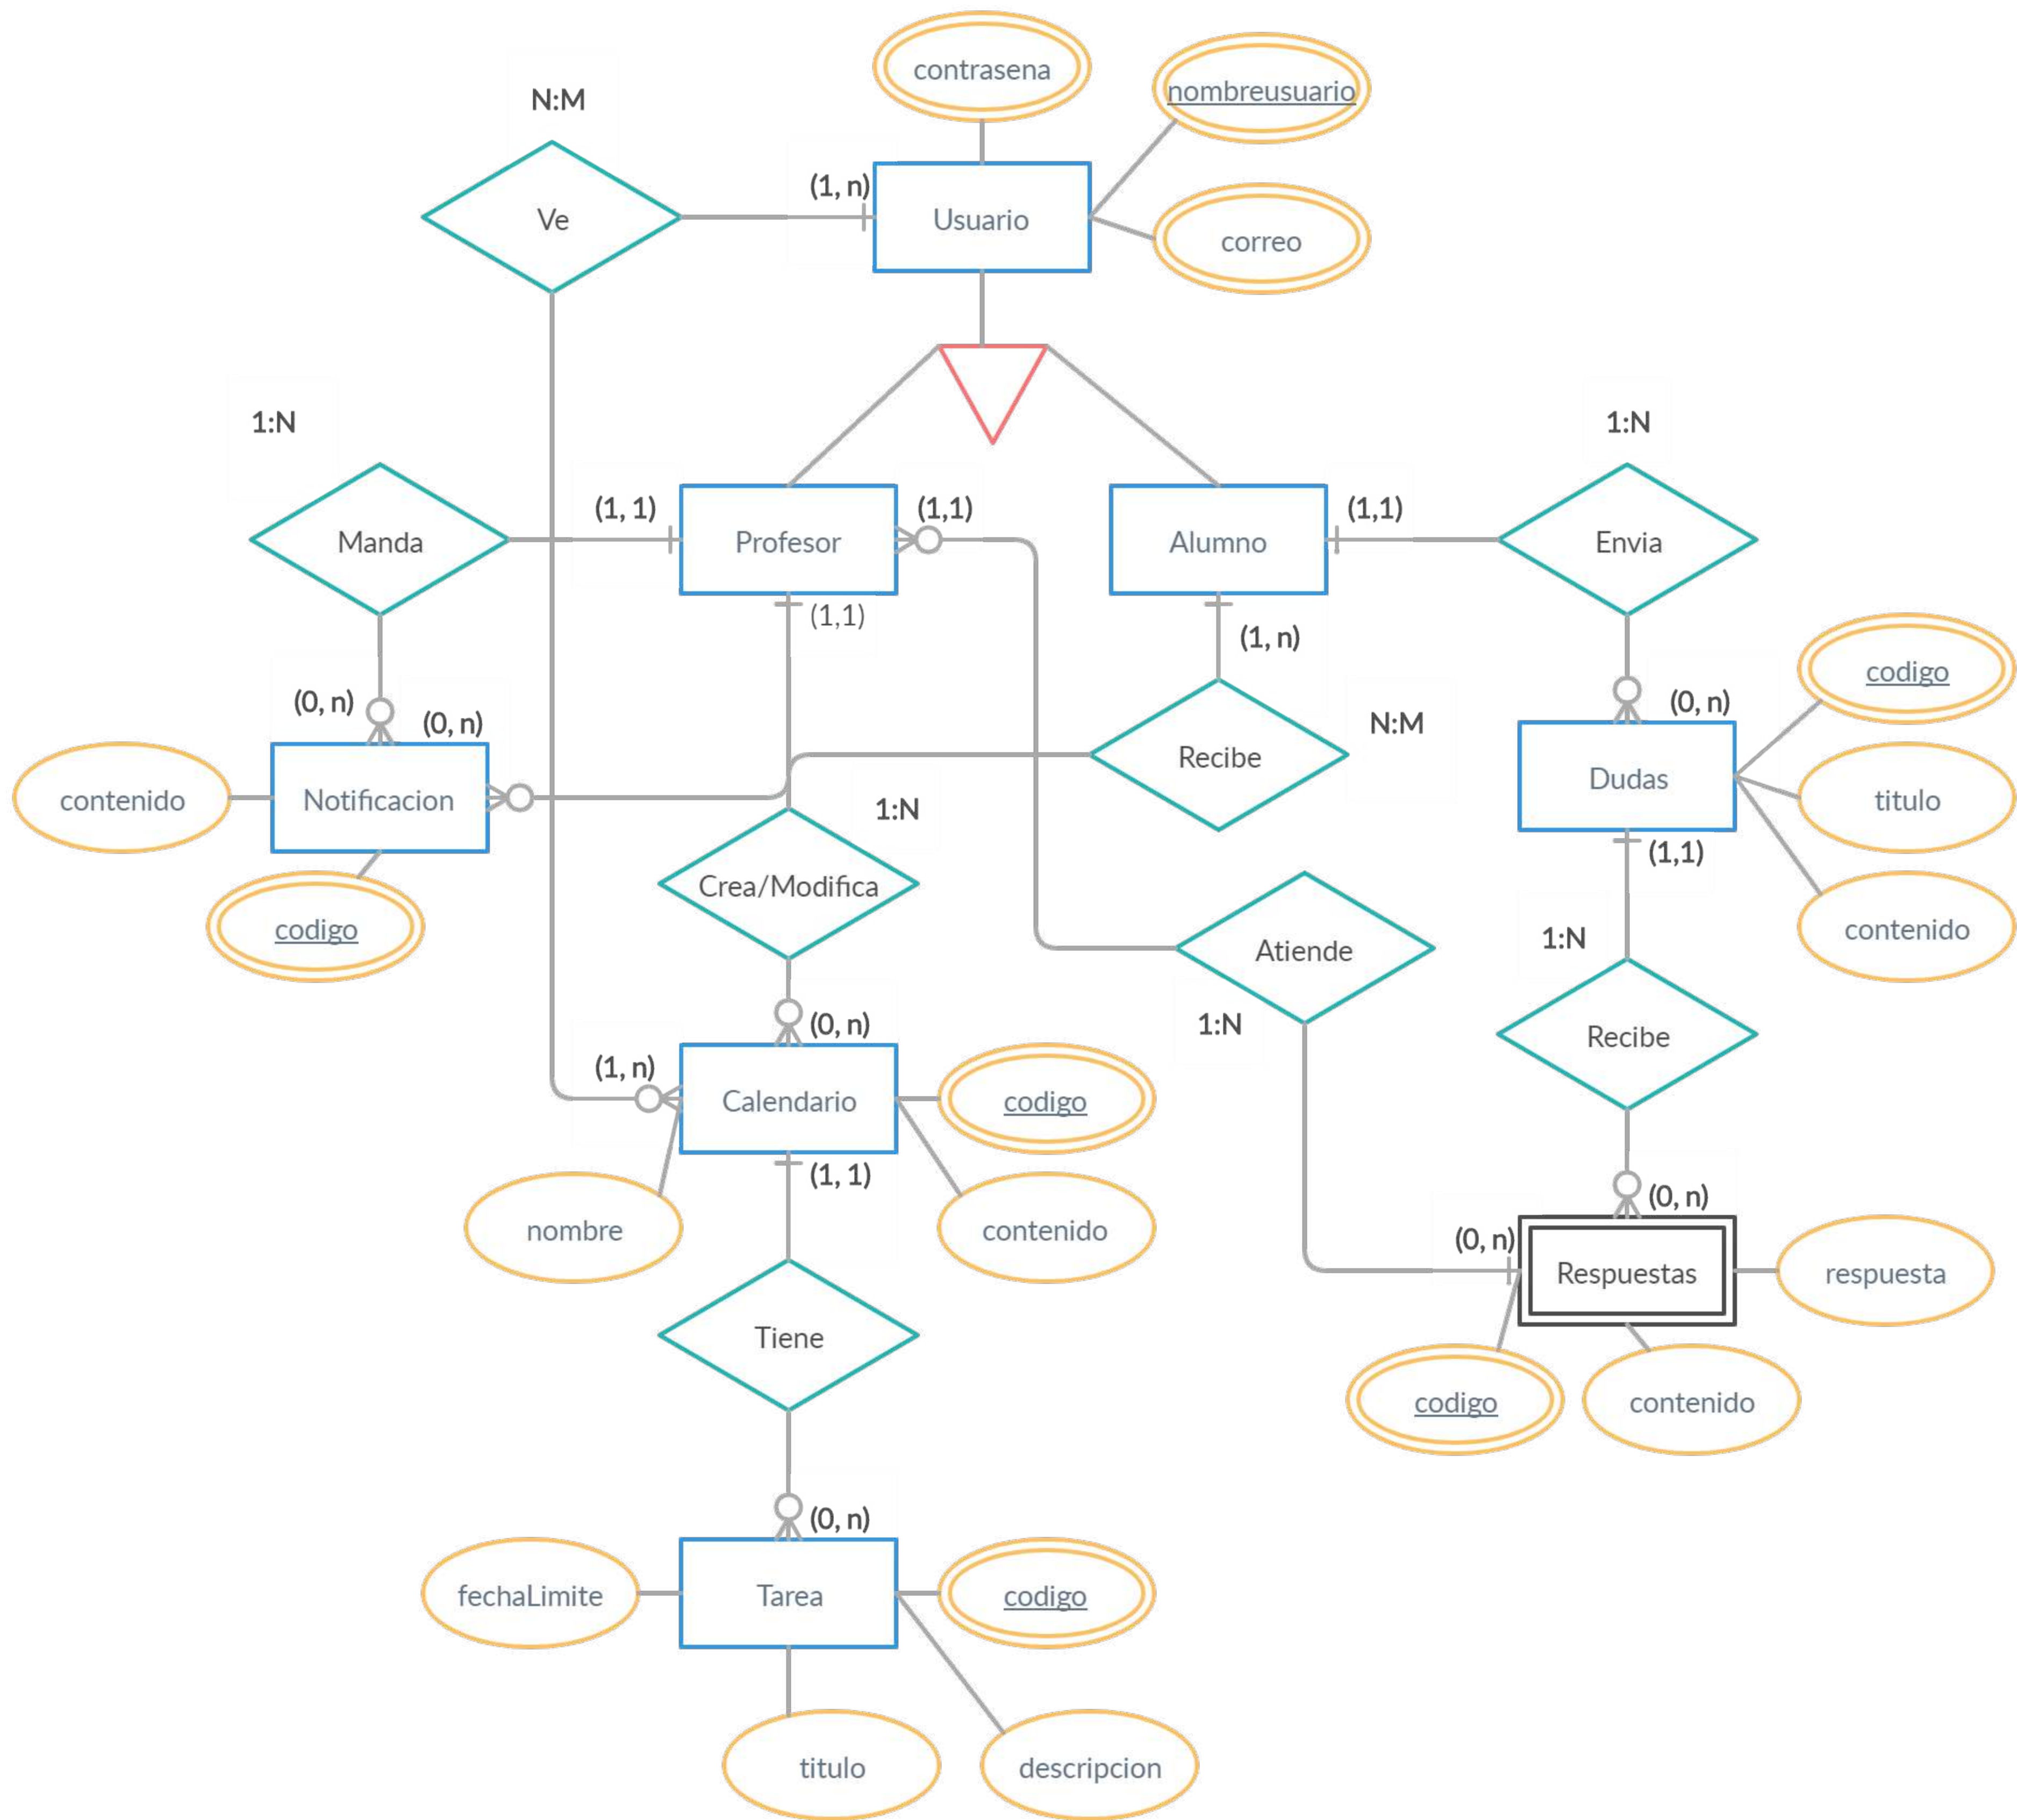 contrasena
nombreusuario
N:M
(1, n)
Ve
Usuario
correo
1:N
1:N
(1, 1)
(1,1)
(1,1)
Manda
Profesor
Alumno
Envia
(1,1)
(1, n)
codigo
(0, n)
(0, n)
(0, n)
N:M
Recibe
Dudas
contenido
Notificacion
titulo
1:N
(1,1)
Crea/Modifica
codigo
1:N
Atiende
contenido
(0, n)
1:N
Recibe
(1, n)
Calendario
codigo
(1, 1)
(0, n)
nombre
contenido
(0, n)
Respuestas
respuesta
Tiene
codigo
contenido
(0, n)
fechaLimite
Tarea
codigo
titulo
descripcion